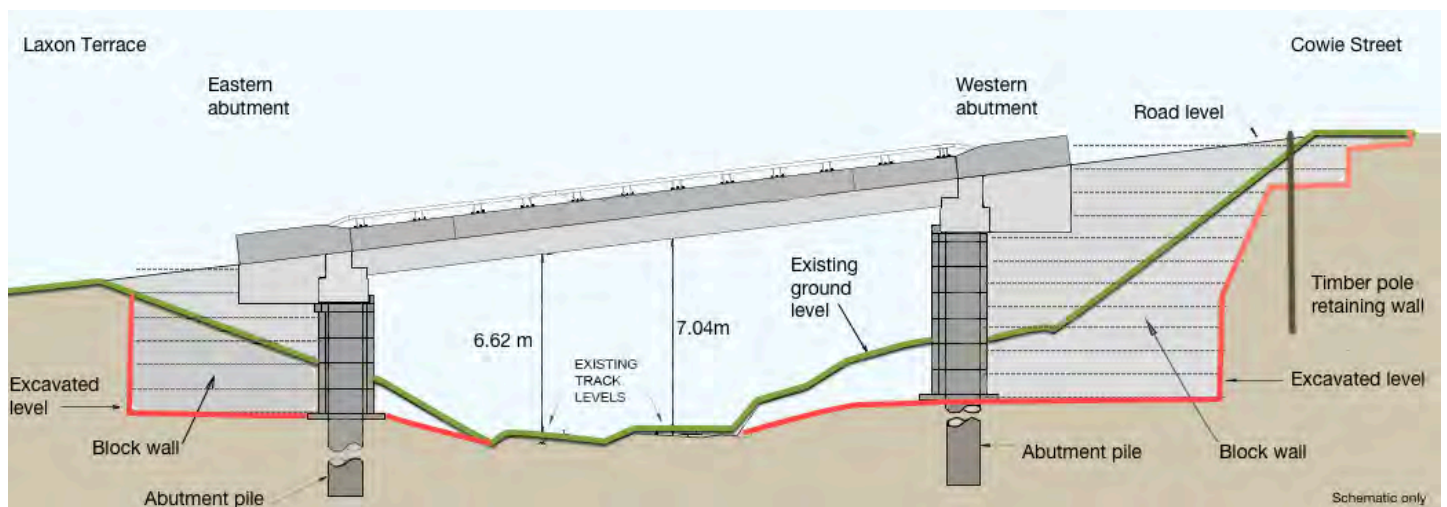 Laxon Terrace
Cowie Street
Eastern
abutment
Western
abutment
Road level
Existing
ground
level
Timber pole
retaining wall
6.62 m
7.04m
EXISTING
TRACK
LEVELS
Excavated
level
Excavated level
Block wall
Abutment pile
Abutment pile
Block wall
Schematic only